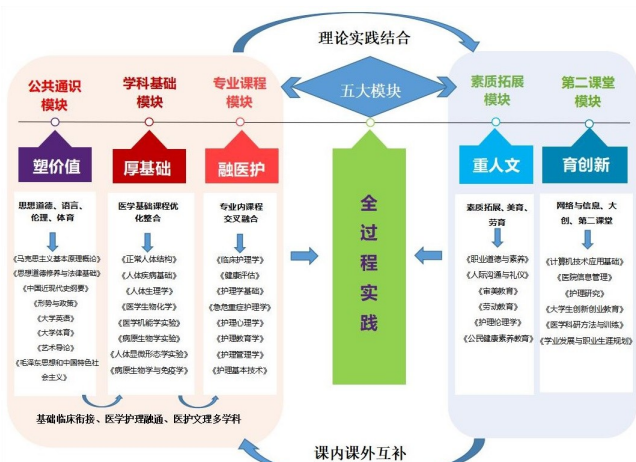 理论实践结合
公共通识
模块
学科基础
模块
专业课程
模块
五大模块
素质拓展
模块
第二课堂
模块
塑价值
厚基础
融医护
重人文
育创新
思想道德、语言、
伦理、体育
《马克思主义基本原理概论》
《思想道德修养与法律基础》
《中国近现代史纲要》
《形势与政策》
《大学英语》
《大学体育》
《艺术导论》
《毛泽东思想和中国特色社
会主义》
医学基础课程优
化整合
《正常人体结构》
《人体疾病基础》
《人体生理学》
《医学生物化学》
《医学机能学实验》
《病原生物学实验》
《人体显微形态学实验》
《病原生物学与免疫学》
专业内课程
交叉融合
《临床护理学》
《健康评估》
《护理学基础》
《急危重症护理学》
《护理心理学》
《护理教育学》
《护理管理学》
《护理基本技术》
全过程实践
素质拓展、美育、
劳育
《职业道德与素养》
《人际沟通与礼仪》
《审美教育》
《劳动教育》
《护理伦理学》
《公民健康素养教育》
网络与信息、大
创、第二课堂
《计算机技术应用基础》
《医院信息管理》
《护理研究》
《大学生创新创业教育》
《医学科研方法与训练》
《学业发展与职业生涯规划》
基础临床衔接、医学护理融通、医护文理多学科
课内课外互补